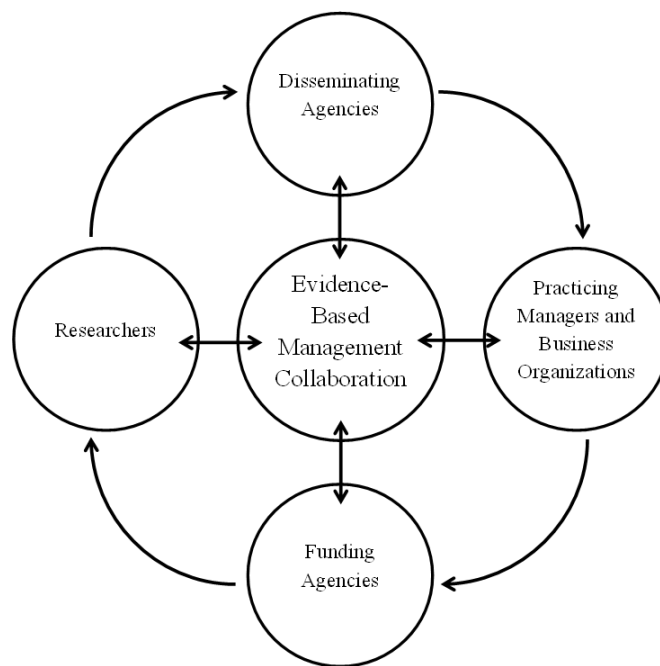 Disseminating
Agencies
Evidence-
Based
Management
Collaboration
Researchers
Practicing
Managers and
Business
Organizations
Funding
Agencies